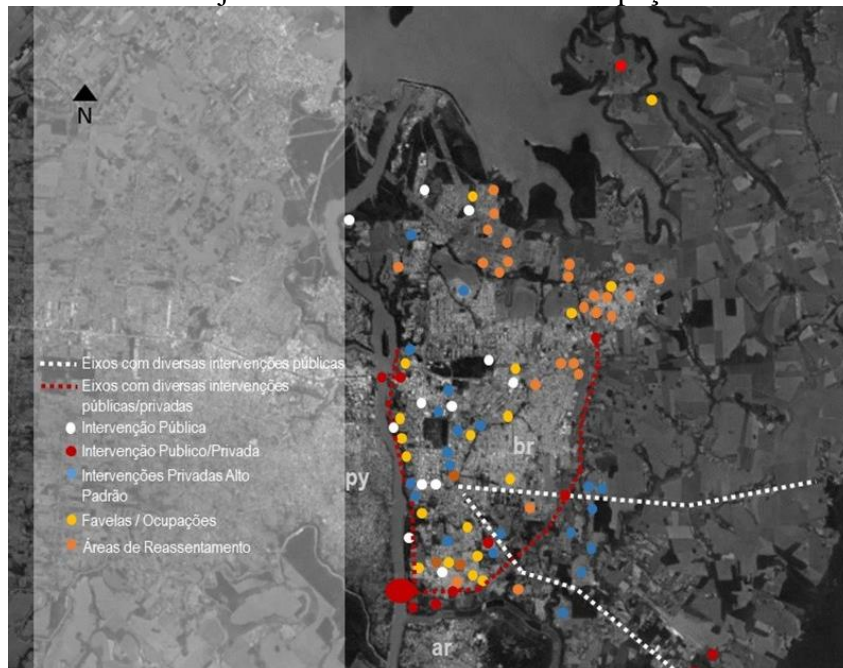 N
Eixos com diversas intervenções públicas
Eixos com diversas intervenções
públicas/privadas
Intervenção Pública
Intervenção Publico/Privada
Intervenções Privadas Alto
Padrão
Favelas / Ocupações
Áreas de Reassentamento
py
br
ar